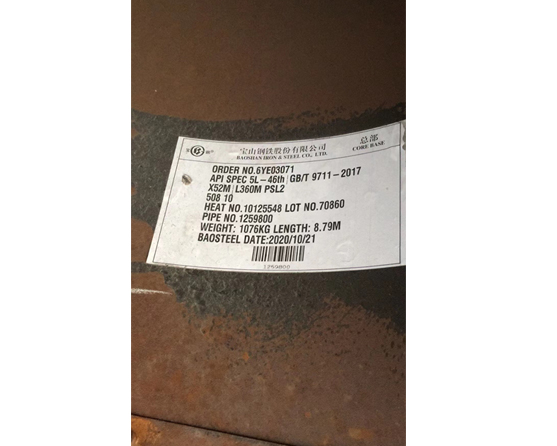 宝山钢铁股份有限公司
BAOSHAN IRON & STEEL CO., LTD.
总部
CORE BASE
ORDER NO.6YE03071
API SPEC 5L-46th|GB/T 9711-2017
X52M|L360M PSL2
508 10
HEAT NO.10125548 LOT NO.70860
PIPE NO.1259800
WEIGHT: 1076KG LENGTH: 8.79M
BAOSTEEL DATE:2020/10/21
1259800